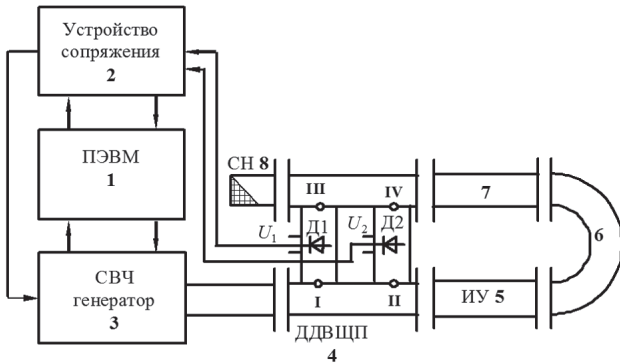 Устройство
сопряжения
2
ПЭВМ
1
СВЧ
генератор
3
СН 8
III
IV
7
6
U1
Д1
U2
Д2
I
II
ИУ 5
ДДВЩП
4